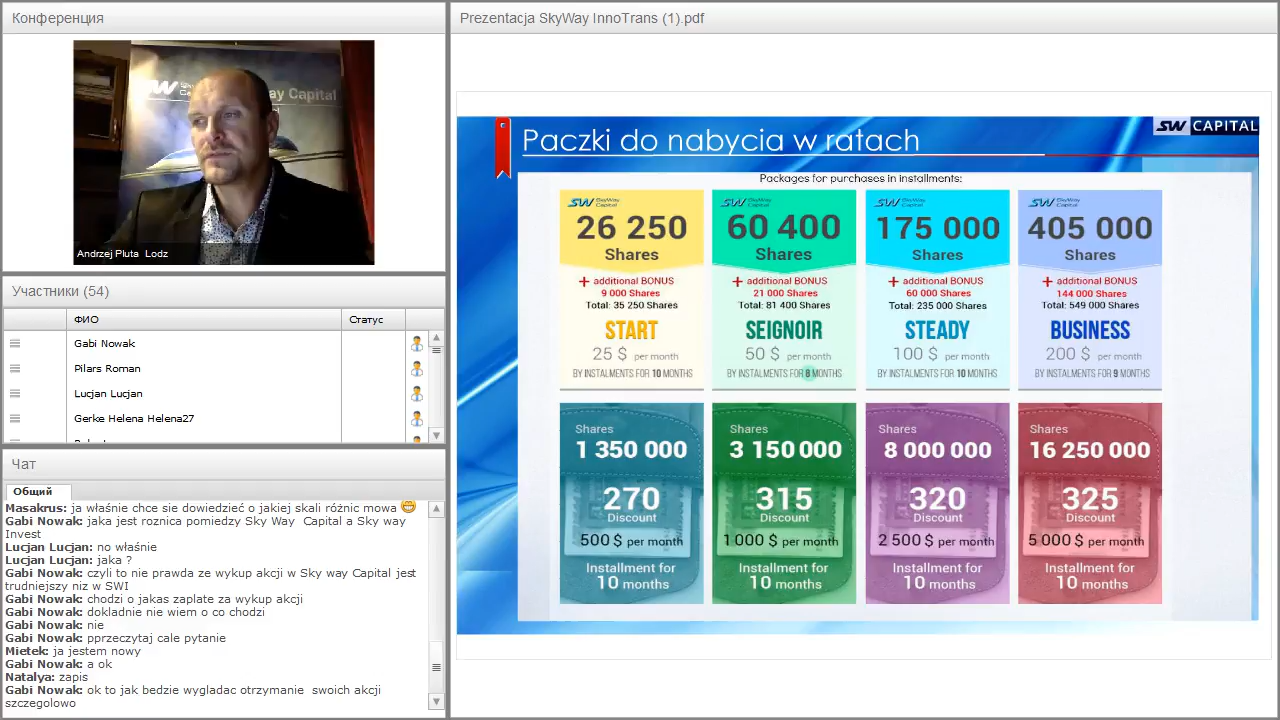 Конференция
Way Capital
Andrzej Pluta Lodz
Участники (54)
ФИО
Статус
Gabi Nowak
Pilars Roman
Lucjan Lucjan
Gerke Helena Helena27
Чат
Общий
Masakrus: ja właśnie chce sie dowiedzieć o jakiej skali różnic mowa
Gabi Nowak: jaka jest roznica pomiedzy Sky Way Capital a Sky way
Invest
Lucjan Lucjan: no właśnie
Lucjan Lucjan: jaka ?
Gabi Nowak: czyli to nie prawda ze wykup akcji w Sky way Capital jest
trudniejszy niz w SWI
Gabi Nowak: chodzi o jakas zaplate za wykup akcji
Gabi Nowak: dokladnie nie wiem o co chodzi
Gabi Nowak: nie
Gabi Nowak: pprzeczytaj cale pytanie
Mietek: ja jestem nowy
Gabi Nowak: a ok
Natalya: zapis
Gabi Nowak: ok to jak bedzie wygladac otrzymanie swoich akcji
szczegolowo
Prezentacja SkyWay InnoTrans (1).pdf
Paczki do nabycia w ratach
SW CAPITAL
Packages for purchases in installments:
SW SkyWay Capital
26 250
Shares
+ additional BONUS
9 000 Shares
Total: 35 250 Shares
START
25 $ per month
BY INSTALMENTS FOR 10 MONTHS
SW SkyWay Capital
60 400
Shares
+ additional BONUS
21 000 Shares
Total: 81 400 Shares
SEIGNOIR
50 $ per month
BY INSTALMENTS FOR 8 MONTHS
SW SkyWay Capital
175 000
Shares
+ additional BONUS
60 000 Shares
Total: 235 000 Shares
STEADY
100 $ per month
BY INSTALMENTS FOR 10 MONTHS
SW SkyWay Capital
405 000
Shares
+ additional BONUS
144 000 Shares
Total: 549 000 Shares
BUSINESS
200 $ per month
BY INSTALMENTS FOR 9 MONTHS
Shares
1 350 000
270
Discount
500 $ per month
Installment for
10 months
Shares
3 150 000
315
Discount
1 000 $ per month
Installment for
10 months
Shares
8 000 000
320
Discount
2 500 $ per month
Installment for
10 months
Shares
16 250 000
325
Discount
5 000 $ per month
Installment for
10 months